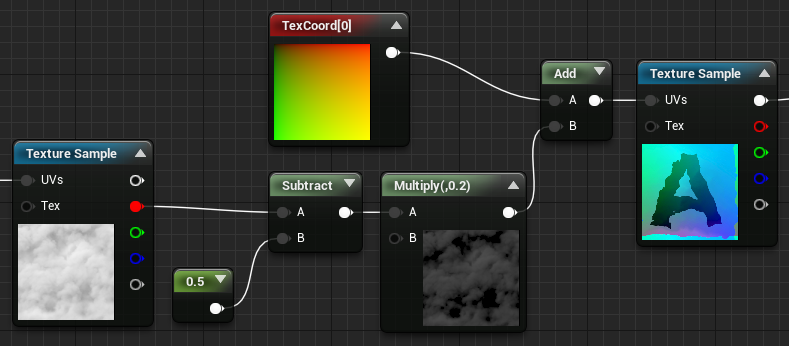 TexCoord[0]
Add
A
B
Texture Sample
UVs
Tex
Texture Sample
UVs
Tex
Subtract
A
B
Multiply(,0.2)
A
B
0.5
A